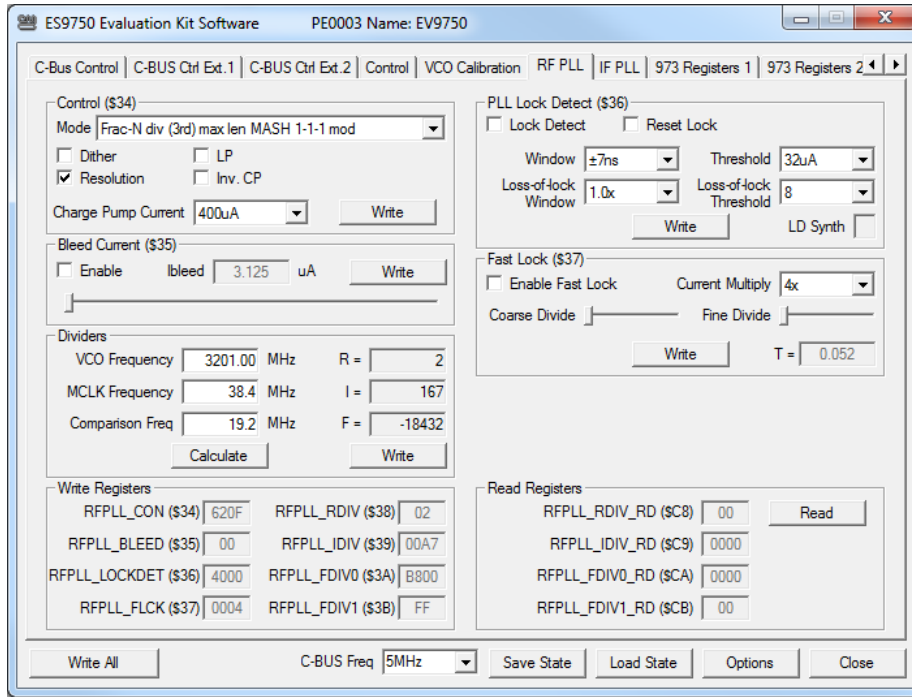 ES9750 Evaluation Kit Software PE0003 Name: EV9750
C-Bus Control C-BUS Ctrl Ext.1 C-BUS Ctrl Ext.2 Control VCO Calibration RF PLL IF PLL 973 Registers 1 973 Registers 2
Control ($34)
Mode Frac-N div (3rd) max len MASH 1-1-1 mod
Dither LP
Resolution Inv. CP
Charge Pump Current 400uA Write
Bleed Current ($35)
Enable Ibleed 3.125 uA Write
Dividers
VCO Frequency 3201.00 MHz R = 2
MCLK Frequency 38.4 MHz I = 167
Comparison Freq 19.2 MHz F = -18432
Calculate Write
Write Registers
RFPLL_CON ($34) 620F RFPLL_RDIV ($38) 02
RFPLL_BLEED ($35) 00 RFPLL_IDIV ($39) 00A7
RFPLL_LOCKDET ($36) 4000 RFPLL_FDIV0 ($3A) B800
RFPLL_FLCK ($37) 0004 RFPLL_FDIV1 ($3B) FF
PLL Lock Detect ($36)
Lock Detect Reset Lock
Window ±7ns Threshold 32uA
Loss-of-lock Window 1.0x Loss-of-lock Threshold 8
Write LD Synth
Fast Lock ($37)
Enable Fast Lock Current Multiply 4x
Coarse Divide Fine Divide
Write T = 0.052
Read Registers
RFPLL_RDIV_RD ($C8) 00 Read
RFPLL_IDIV_RD ($C9) 0000
RFPLL_FDIV0_RD ($CA) 0000
RFPLL_FDIV1_RD ($CB) 00
Write All C-BUS Freq 5MHz Save State Load State Options Close